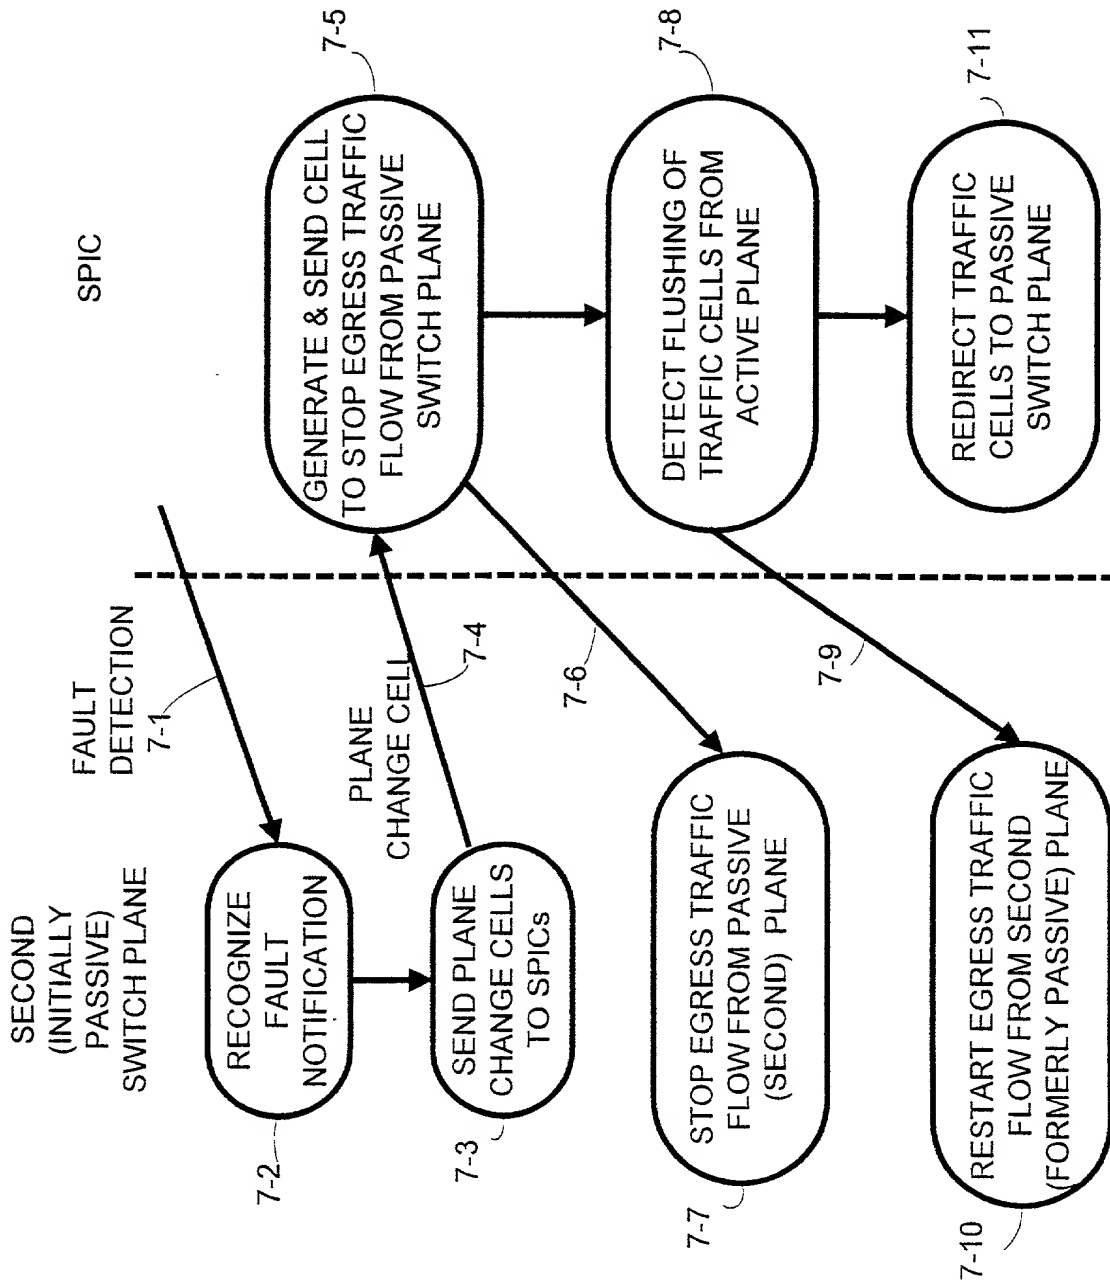 SECOND
(INITIALLY
PASSIVE)
SWITCH PLANE
FAULT
DETECTION
7-1
SPIC
7-2
RECOGNIZE
FAULT
NOTIFICATION
7-3
SEND PLANE
CHANGE CELLS
TO SPICs
PLANE
CHANGE CELL
7-4
7-5
GENERATE & SEND CELL
TO STOP EGRESS TRAFFIC
FLOW FROM PASSIVE
SWITCH PLANE
7-6
7-7
STOP EGRESS TRAFFIC
FLOW FROM PASSIVE
(SECOND) PLANE
7-8
DETECT FLUSHING OF
TRAFFIC CELLS FROM
ACTIVE PLANE
7-9
7-10
RESTART EGRESS TRAFFIC
FLOW FROM SECOND
(FORMERLY PASSIVE) PLANE
7-11
REDIRECT TRAFFIC
CELLS TO PASSIVE
SWITCH PLANE